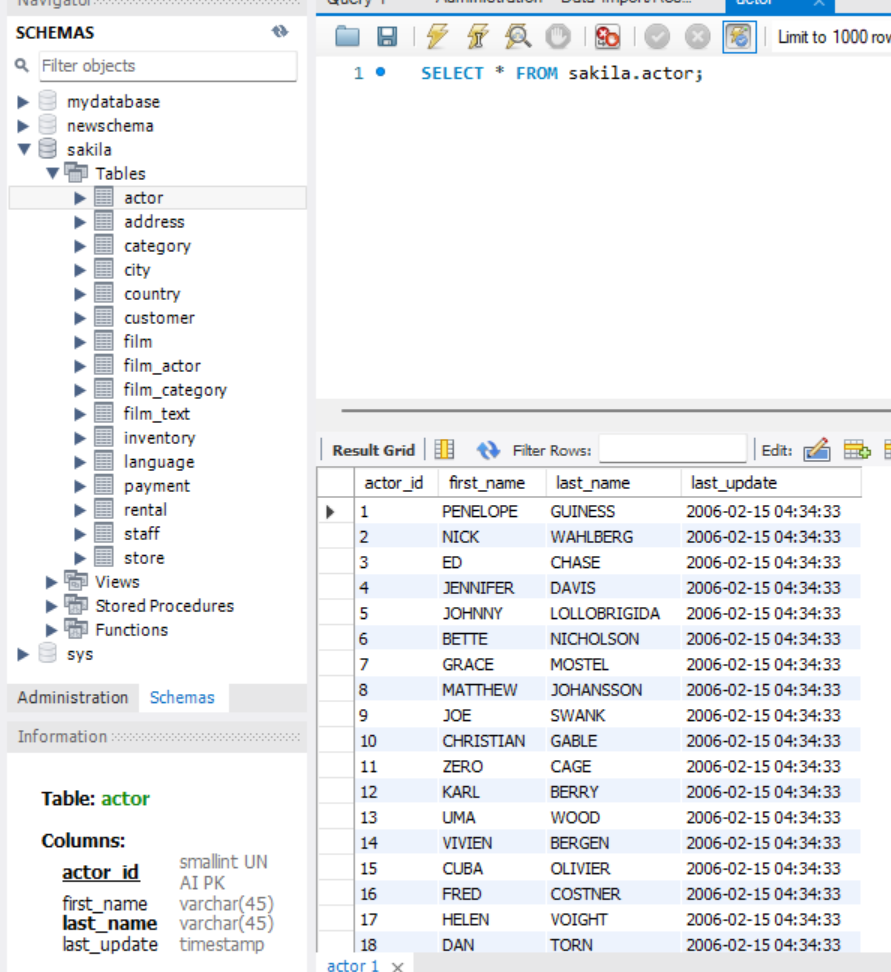 Navigator
SCHEMAS
Filter objects
mydatabase
newschema
sakila
Tables
actor
address
category
city
country
customer
film
film_actor
film_category
film_text
inventory
language
payment
rental
staff
store
Views
Stored Procedures
Functions
sys
Administration Schemas
Information
Table: actor
Columns:
actor_id smallint UN
AI PK
first_name varchar(45)
last_name varchar(45)
last_update timestamp
Query 1 Administration - Data Import/Res... actor
Limit to 1000 row
1 SELECT * FROM sakila.actor;
Result Grid Filter Rows: Edit:
actor_id first_name last_name last_update
1 PENELOPE GUINESS 2006-02-15 04:34:33
2 NICK WAHLBERG 2006-02-15 04:34:33
3 ED CHASE 2006-02-15 04:34:33
4 JENNIFER DAVIS 2006-02-15 04:34:33
5 JOHNNY LOLLOBRIGIDA 2006-02-15 04:34:33
6 BETTE NICHOLSON 2006-02-15 04:34:33
7 GRACE MOSTEL 2006-02-15 04:34:33
8 MATTHEW JOHANSSON 2006-02-15 04:34:33
9 JOE SWANK 2006-02-15 04:34:33
10 CHRISTIAN GABLE 2006-02-15 04:34:33
11 ZERO CAGE 2006-02-15 04:34:33
12 KARL BERRY 2006-02-15 04:34:33
13 UMA WOOD 2006-02-15 04:34:33
14 VIVIEN BERGEN 2006-02-15 04:34:33
15 CUBA OLIVIER 2006-02-15 04:34:33
16 FRED COSTNER 2006-02-15 04:34:33
17 HELEN VOIGHT 2006-02-15 04:34:33
18 DAN TORN 2006-02-15 04:34:33
actor 1